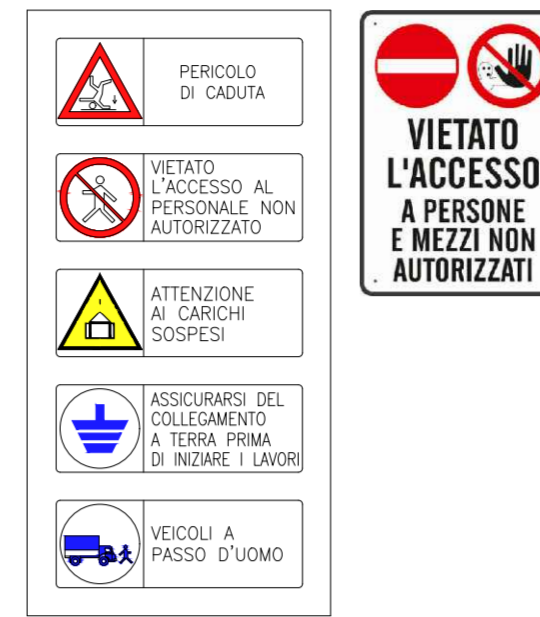 PERICOLO
DI CADUTA
VIETATO
L'ACCESSO AL
PERSONALE NON
AUTORIZZATO
ATTENZIONE
AI CARICHI
SOSPESI
ASSICURARSI DEL
COLLEGAMENTO
A TERRA PRIMA
DI INIZIARE I LAVORI
VEICOLI A
PASSO D'UOMO
VIETATO
L'ACCESSO
A PERSONE
E MEZZI NON
AUTORIZZATI